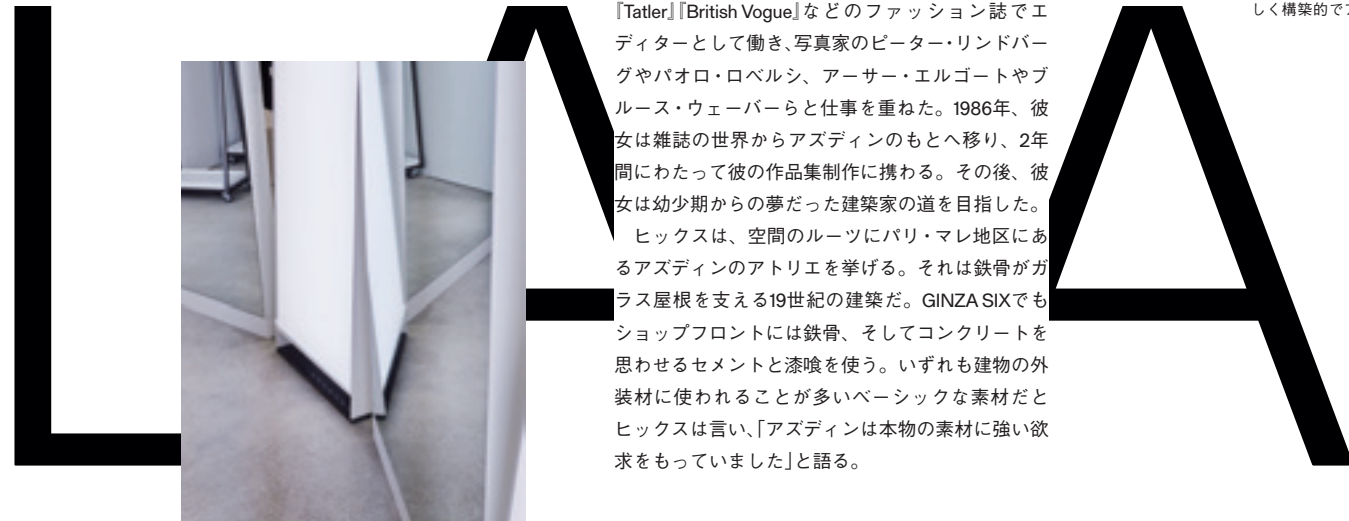 LAÏA
『Tatler』『British Vogue』などのファッション誌でエ
ディターとして働き、写真家のピーター・リンドバー
グやパオロ・ロベルシ、アーサー・エルゴートやブ
ルース・ウェーバーらと仕事を重ねた。1986年、彼
女は雑誌の世界からアズディンのもとへ移り、2年
間にわたって彼の作品集制作に携わる。その後、彼
女は幼少期からの夢だった建築家の道を目指した。
　ヒックスは、空間のルーツにパリ・マレ地区にあ
るアズディンのアトリエを挙げる。それは鉄骨がガ
ラス屋根を支える19世紀の建築だ。GINZA SIXでも
ショップフロントには鉄骨、そしてコンクリートを
思わせるセメントと漆喰を使う。いずれも建物の外
装材に使われることが多いベーシックな素材だと
ヒックスは言い、「アズディンは本物の素材に強い欲
求をもっていました」と語る。
しく構築的で